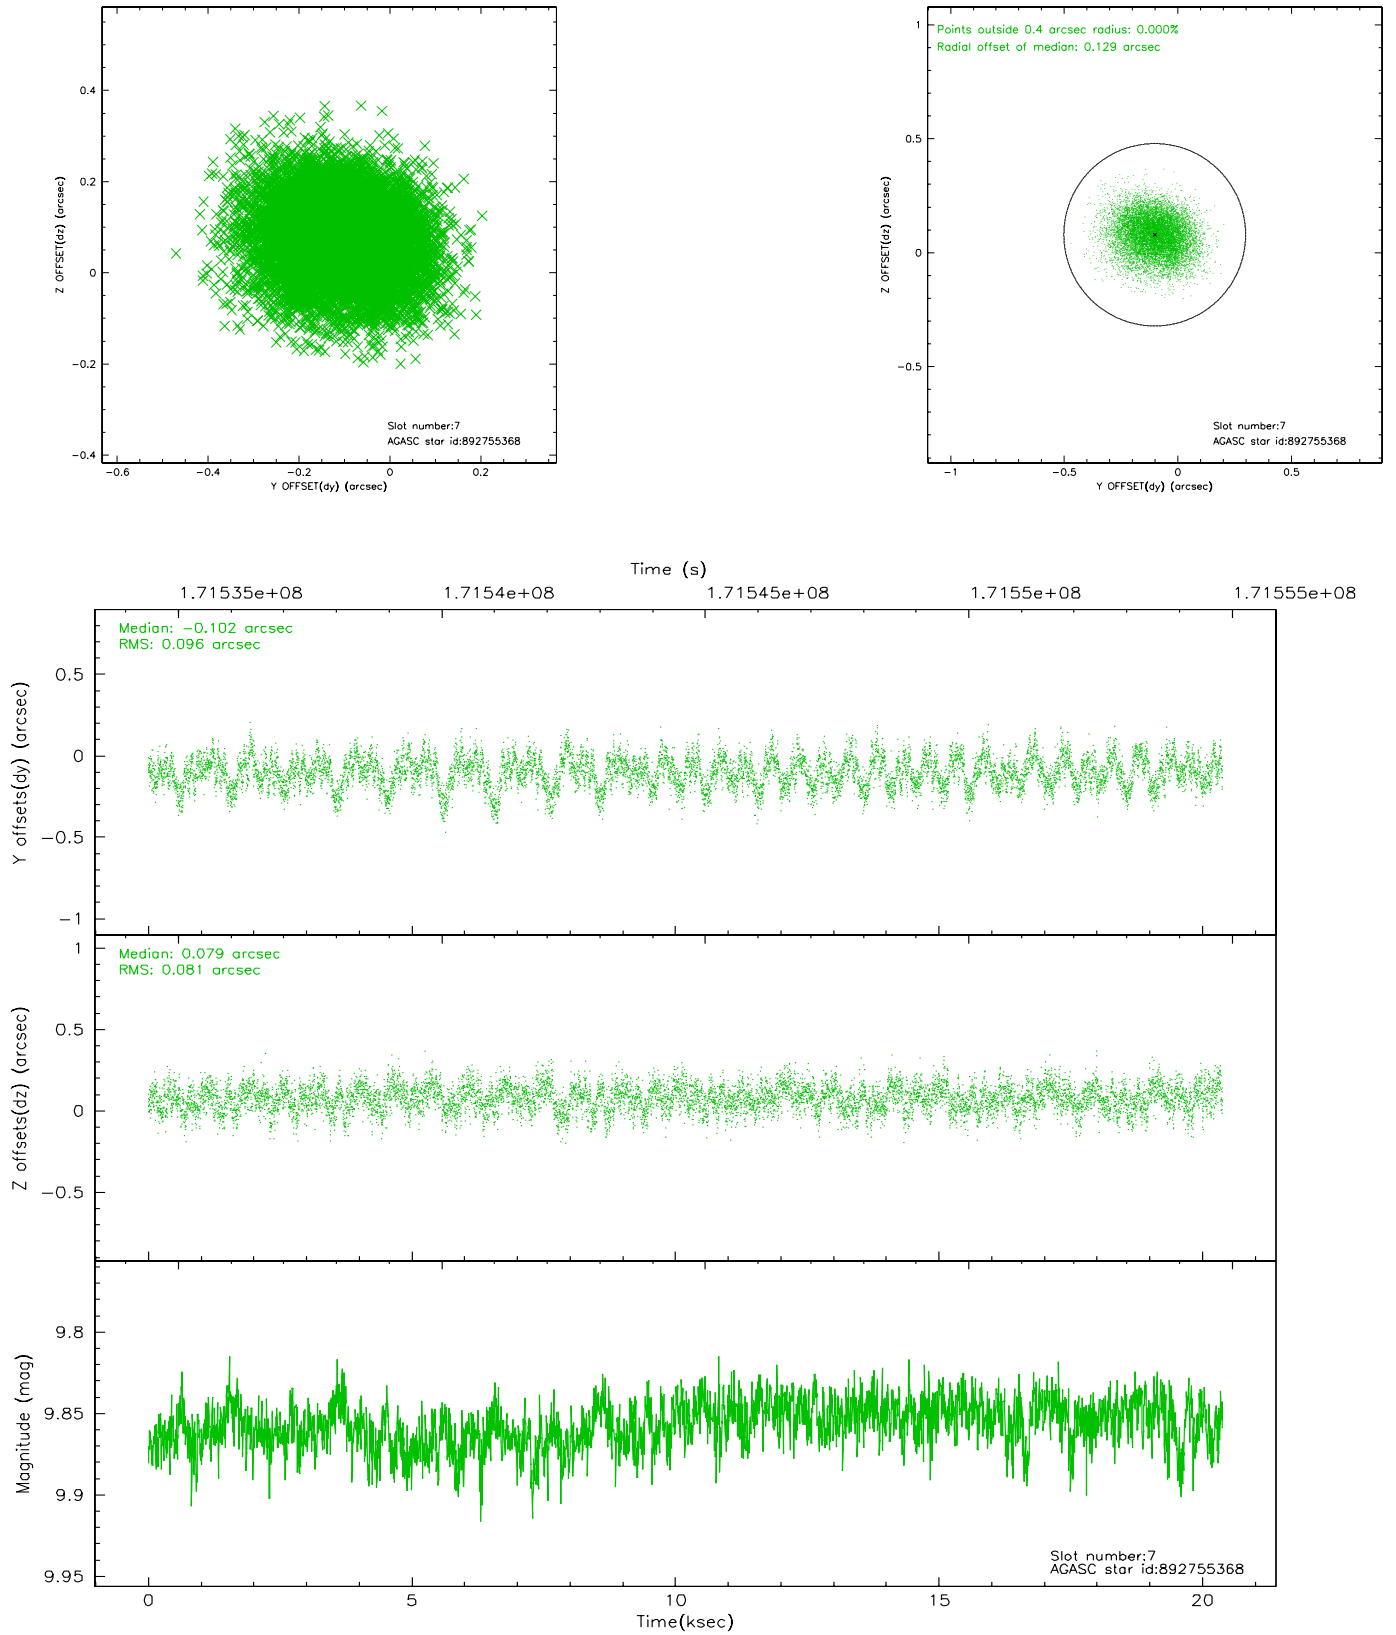 0.4
0.2
0
−0.2
−0.4
Z OFFSET(dz) (arcsec)
−0.6
−0.4
−0.2
0
0.2
Y OFFSET(dy) (arcsec)
Slot number:7
AGASC star id:892755368
Points outside 0.4 arcsec radius: 0.000%
Radial offset of median: 0.129 arcsec
1
0.5
0
−0.5
Z OFFSET(dz) (arcsec)
−1
−0.5
0
0.5
Y OFFSET(dy) (arcsec)
Slot number:7
AGASC star id:892755368
Time (s)
1.71535e+08
1.7154e+08
1.71545e+08
1.7155e+08
1.71555e+08
Median: −0.102 arcsec
RMS: 0.096 arcsec
0.5
0
−0.5
−1
Y offsets(dy) (arcsec)
Median: 0.079 arcsec
RMS: 0.081 arcsec
1
0.5
0
−0.5
Z offsets(dz) (arcsec)
9.8
9.85
9.9
9.95
Magnitude (mag)
Slot number:7
AGASC star id:892755368
0
5
10
15
20
Time(ksec)